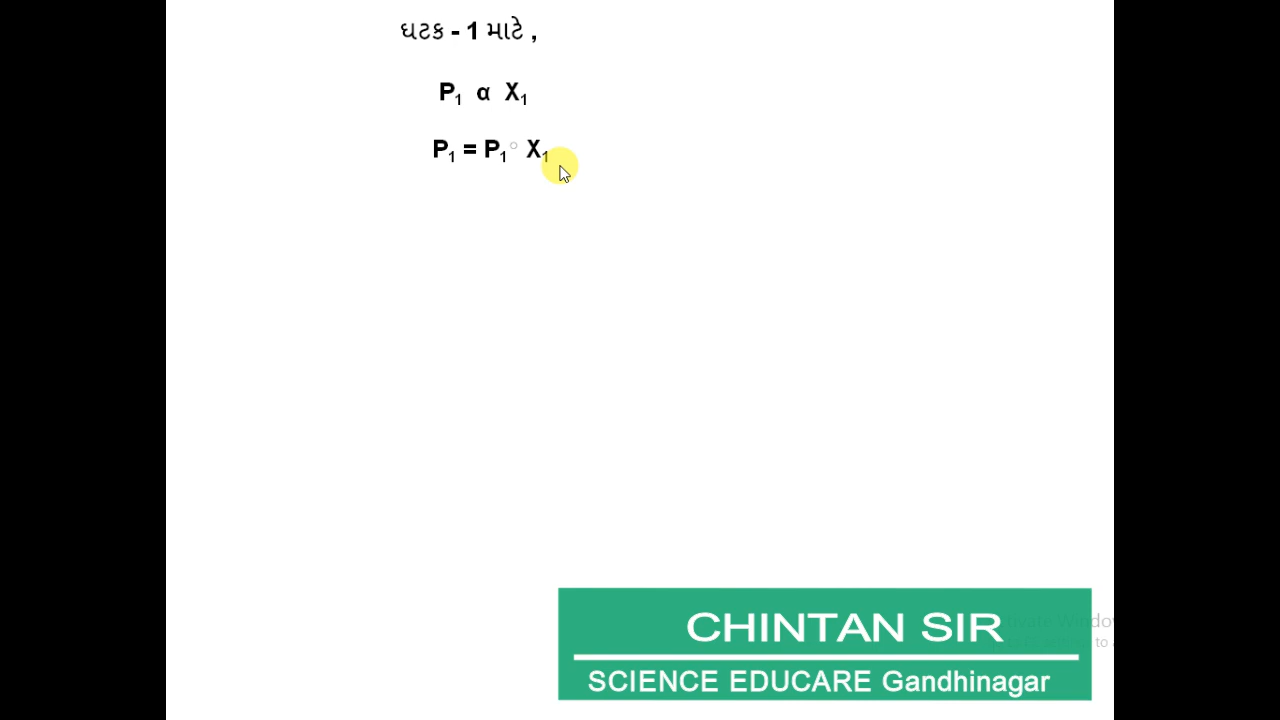 ઘટક - 1 માટે ,
P₁ α X₁
P₁ = P₁° X₁
CHINTAN SIR
SCIENCE EDUCARE Gandhinagar